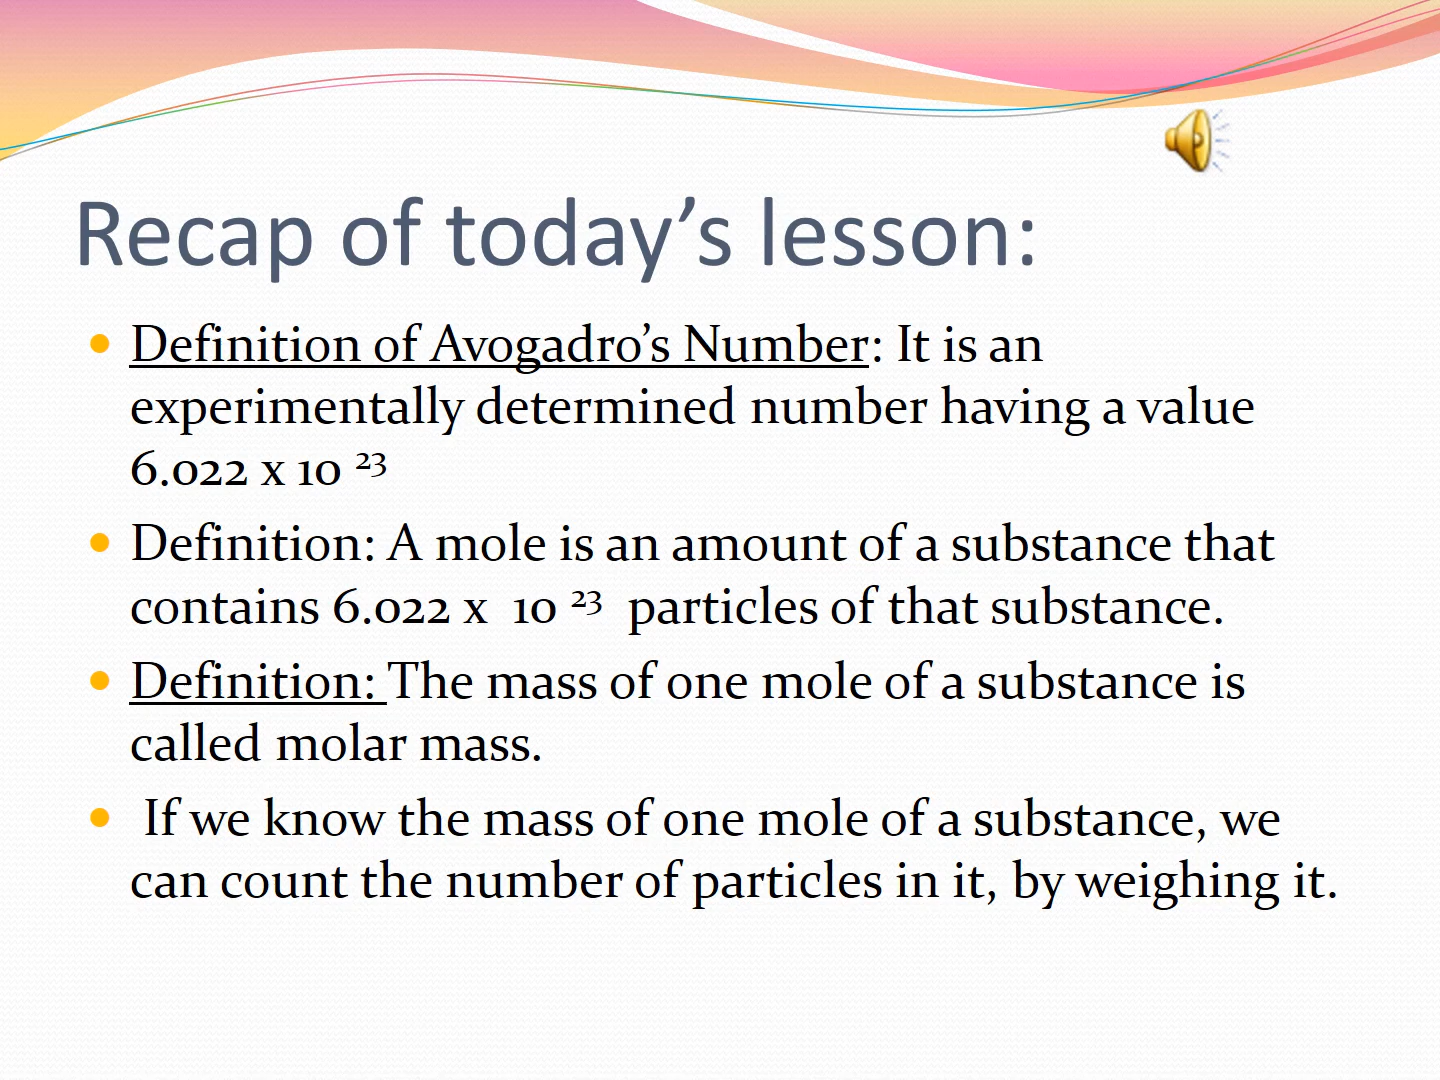 Recap of today’s lesson:
Definition of Avogadro’s Number: It is an
experimentally determined number having a value
6.022 x 10 ²³
Definition: A mole is an amount of a substance that
contains 6.022 x  10 ²³  particles of that substance.
Definition: The mass of one mole of a substance is
called molar mass.
If we know the mass of one mole of a substance, we
can count the number of particles in it, by weighing it.